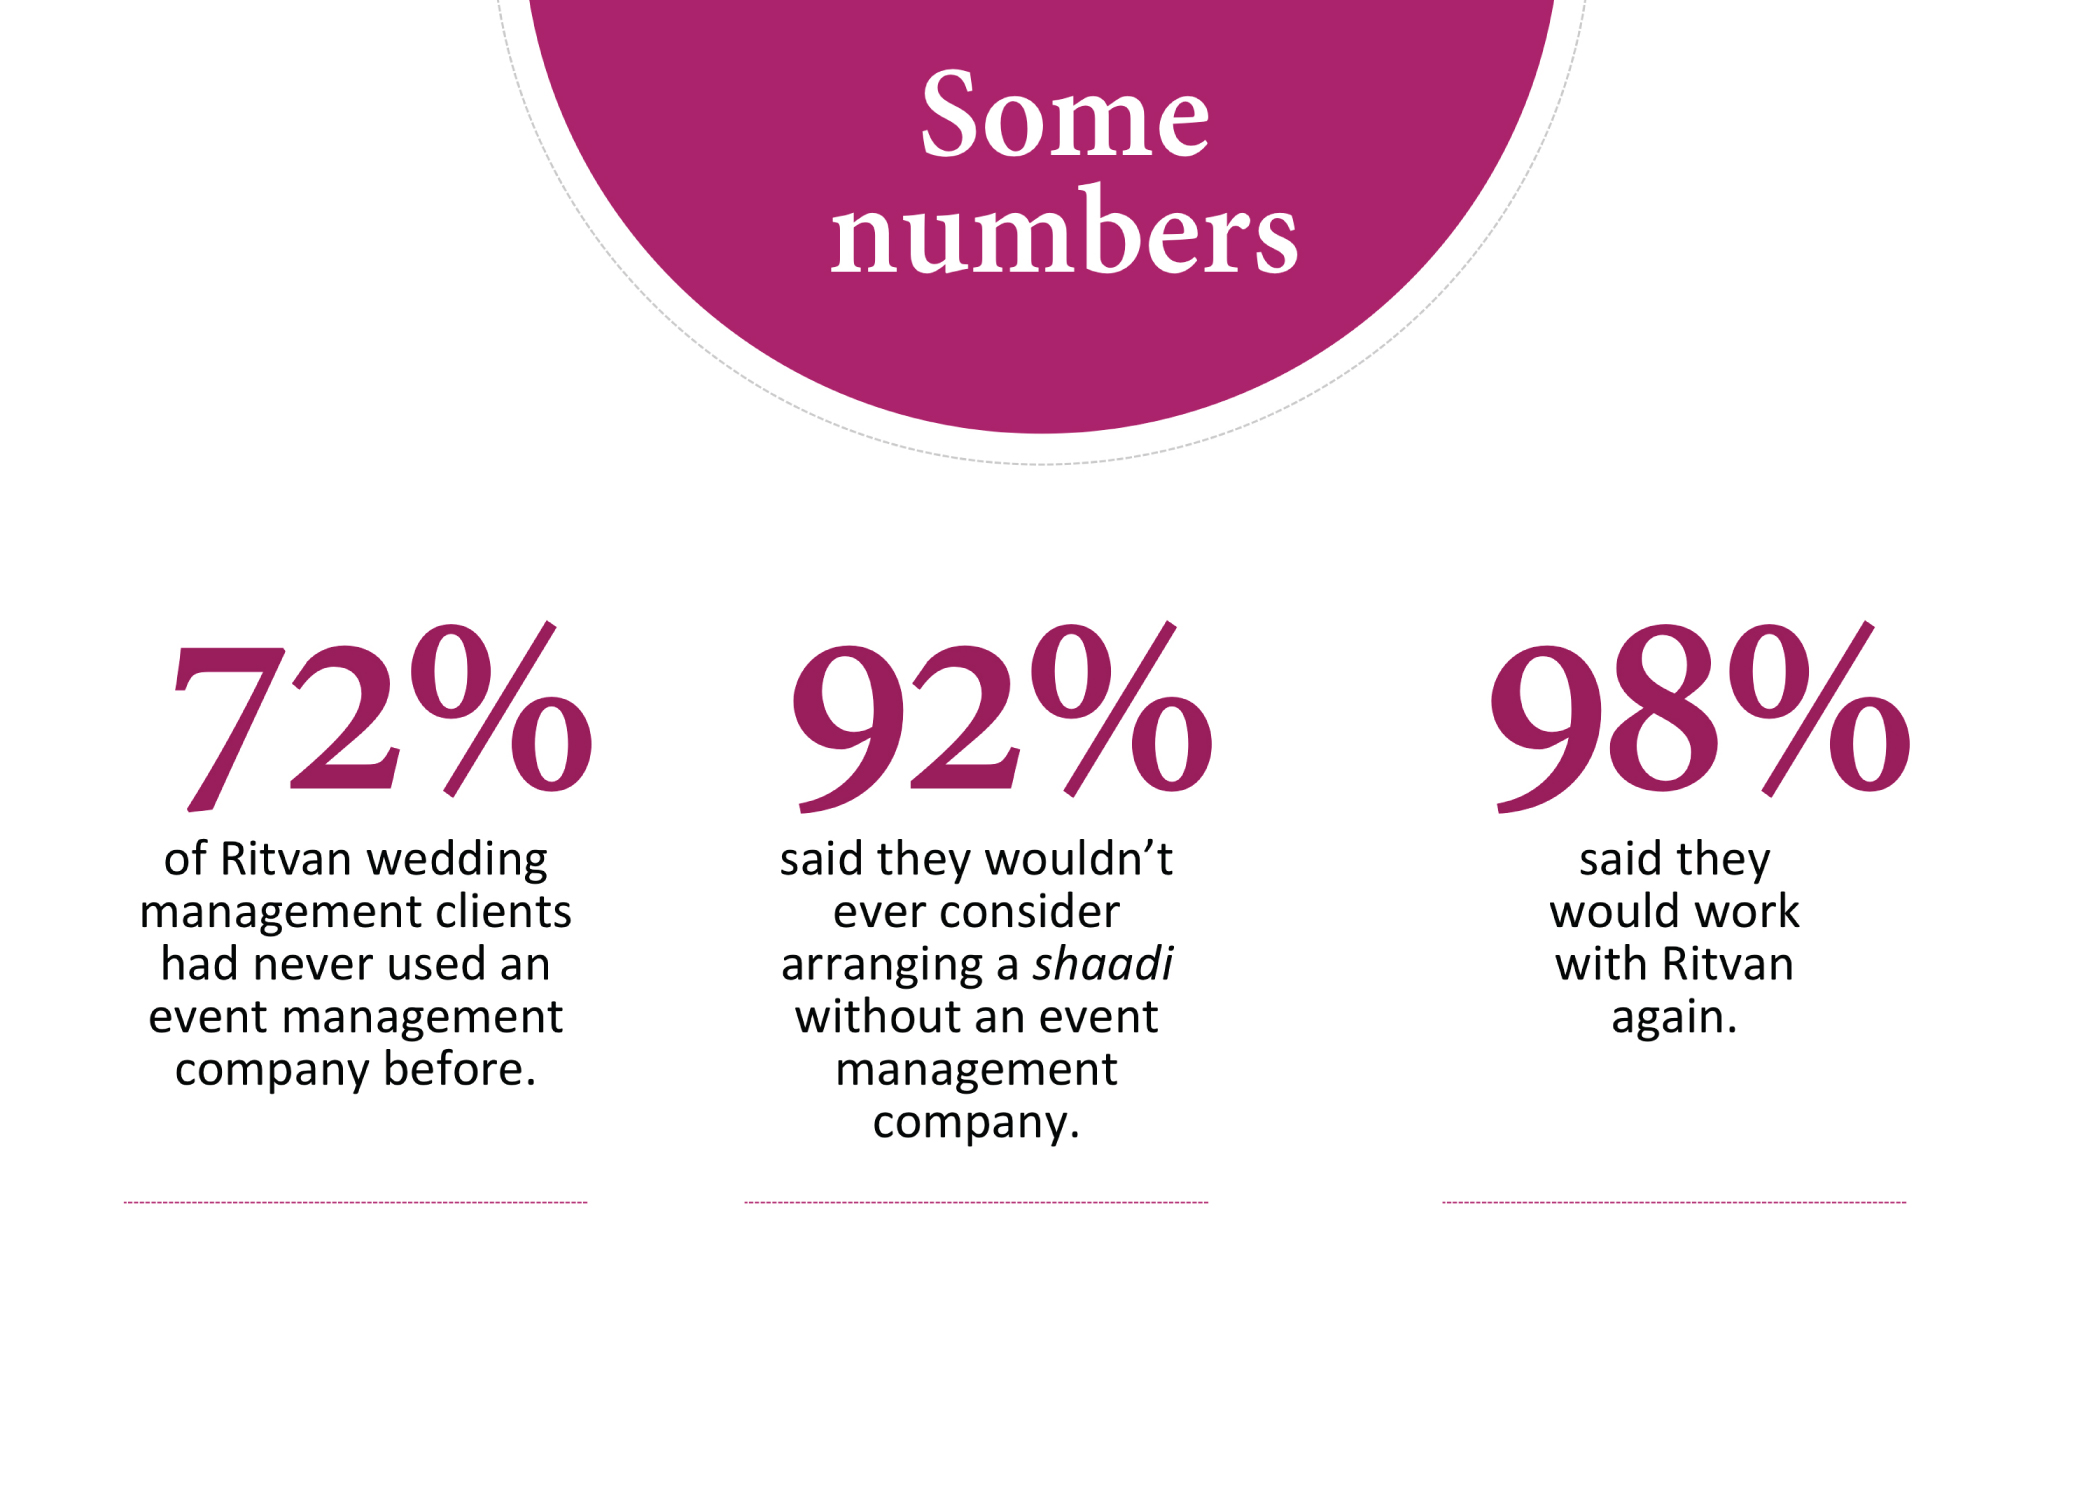 Some
numbers
72%
of Ritvan wedding
management clients
had never used an
event management
company before.
92%
said they wouldn’t
ever consider
arranging a shaadi
without an event
management
company.
98%
said they
would work
with Ritvan
again.